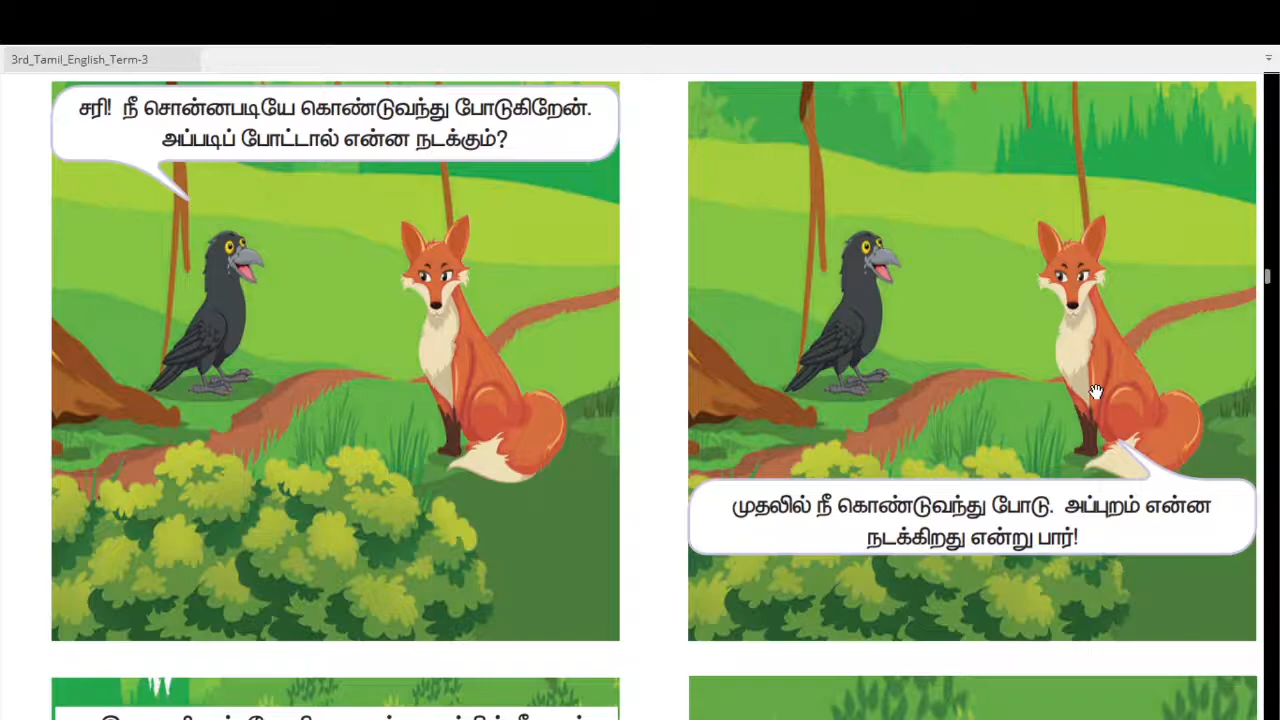 3rd_Tamil_English_Term-3
சரி! நீ சொன்னபடியே கொண்டுவந்து போடுகிறேன்.
அப்படிப் போட்டால் என்ன நடக்கும்?
முதலில் நீ கொண்டுவந்து போடு. அப்புறம் என்ன
நடக்கிறது என்று பார்!